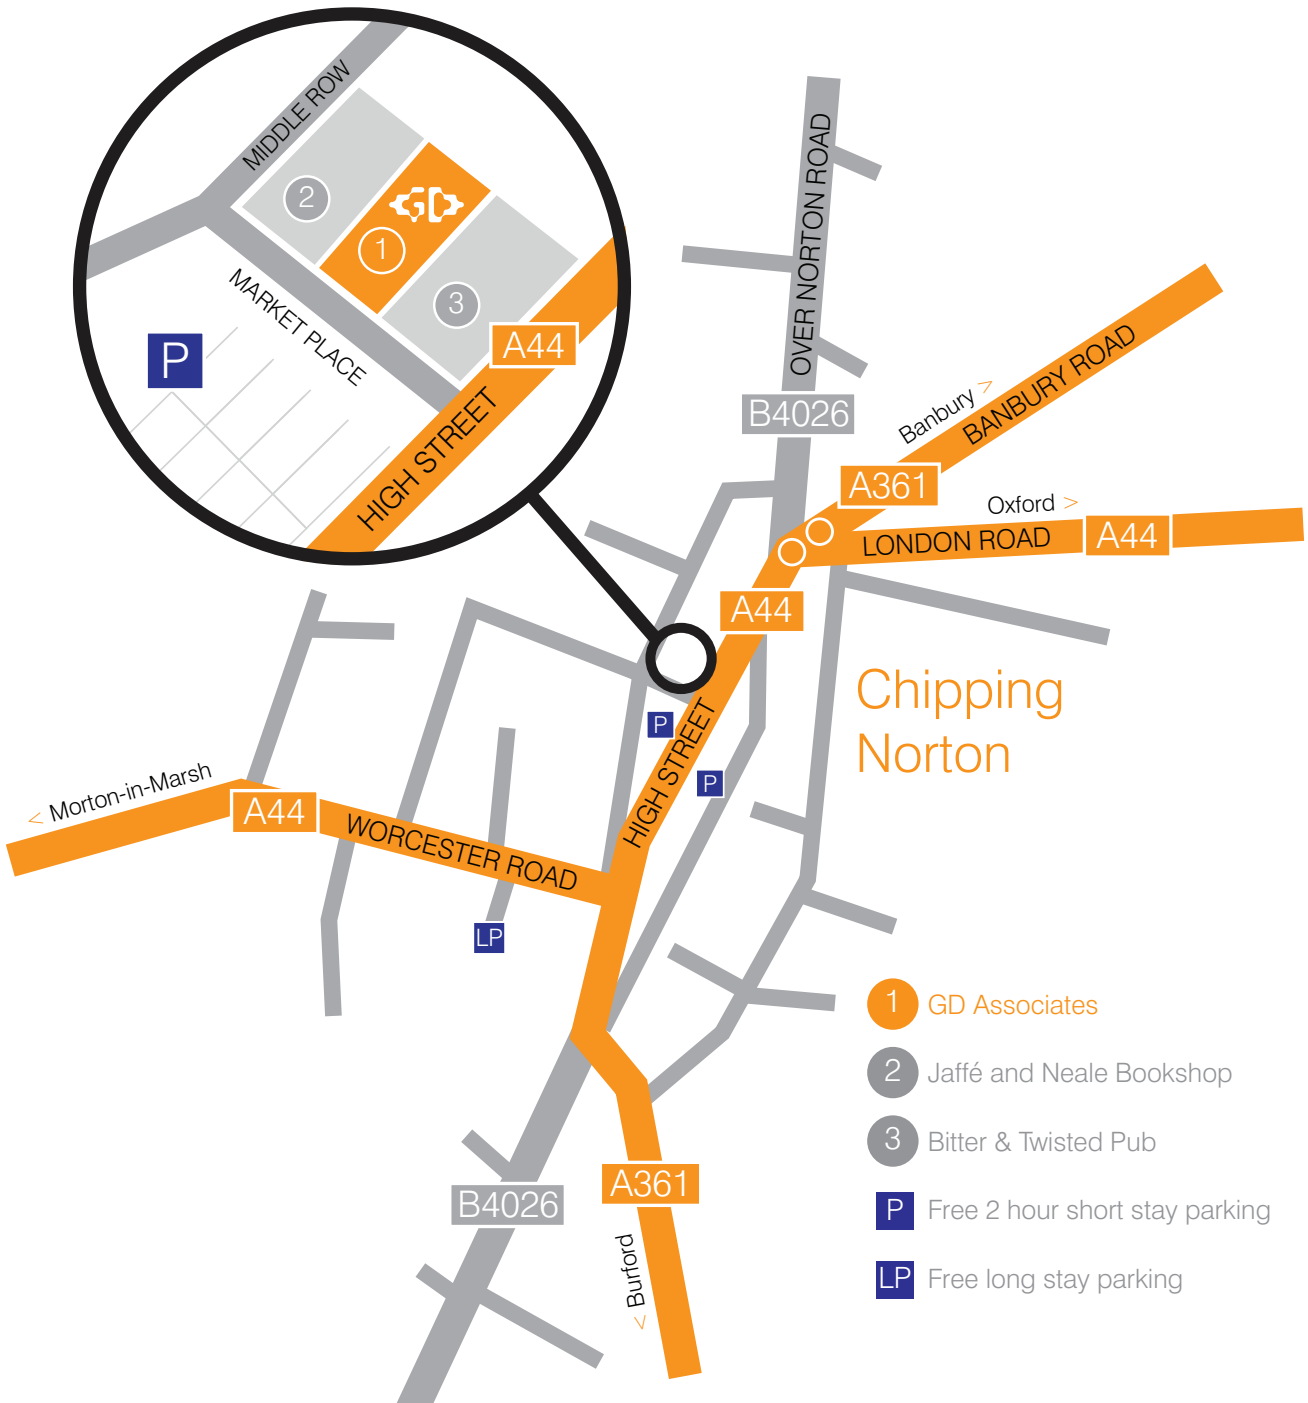 MIDDLE ROW
2
GD
1
3
MARKET PLACE
P
A44
HIGH STREET
OVER NORTON ROAD
B4026
Banbury >
BANBURY ROAD
A361
Oxford >
LONDON ROAD
A44
A44
Chipping
Norton
P
HIGH STREET
P
< Morton-in-Marsh
A44
WORCESTER ROAD
LP
B4026
A361
< Burford
1 GD Associates
2 Jaffé and Neale Bookshop
3 Bitter & Twisted Pub
P Free 2 hour short stay parking
LP Free long stay parking